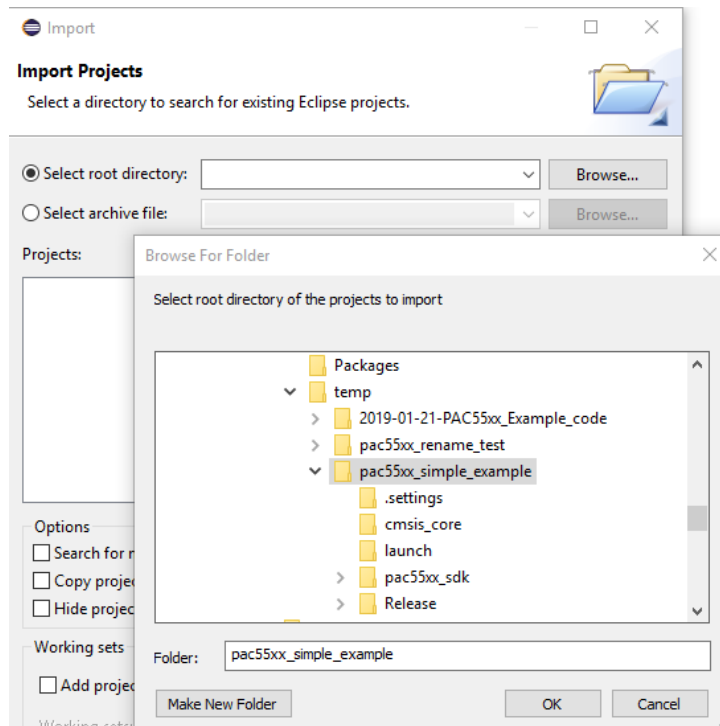 Import
Import Projects
Select a directory to search for existing Eclipse projects.
Select root directory:
Browse...
Select archive file:
Browse...
Projects:
Browse For Folder
Select root directory of the projects to import
Packages
temp
2019-01-21-PAC55xx_Example_code
pac55xx_rename_test
pac55xx_simple_example
.settings
cmsis_core
launch
pac55xx_sdk
Release
Options
Search for
Copy
Hide
Working sets
Add
Folder:
pac55xx_simple_example
Make New Folder
OK
Cancel
Working sets